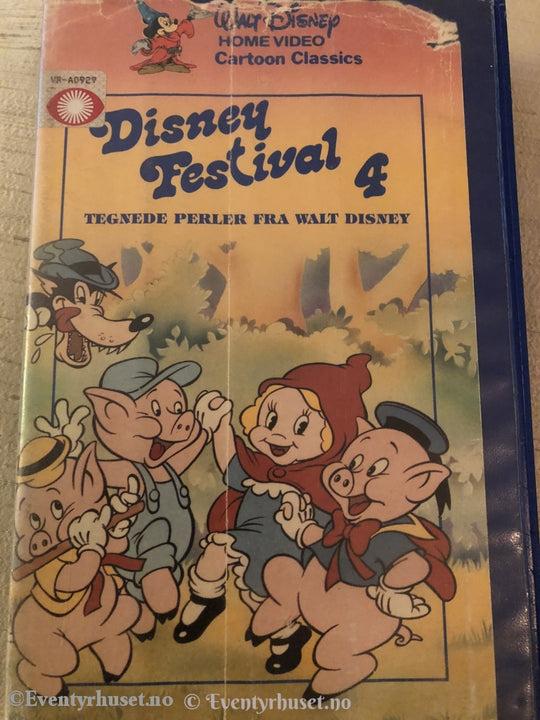 Walt Disney
HOME VIDEO
Cartoon Classics
VR-A0929
Disney
Festival 4
TEGNEDE PERLER FRA WALT DISNEY
©Eventyrhuset.no © Eventyrhuset.no